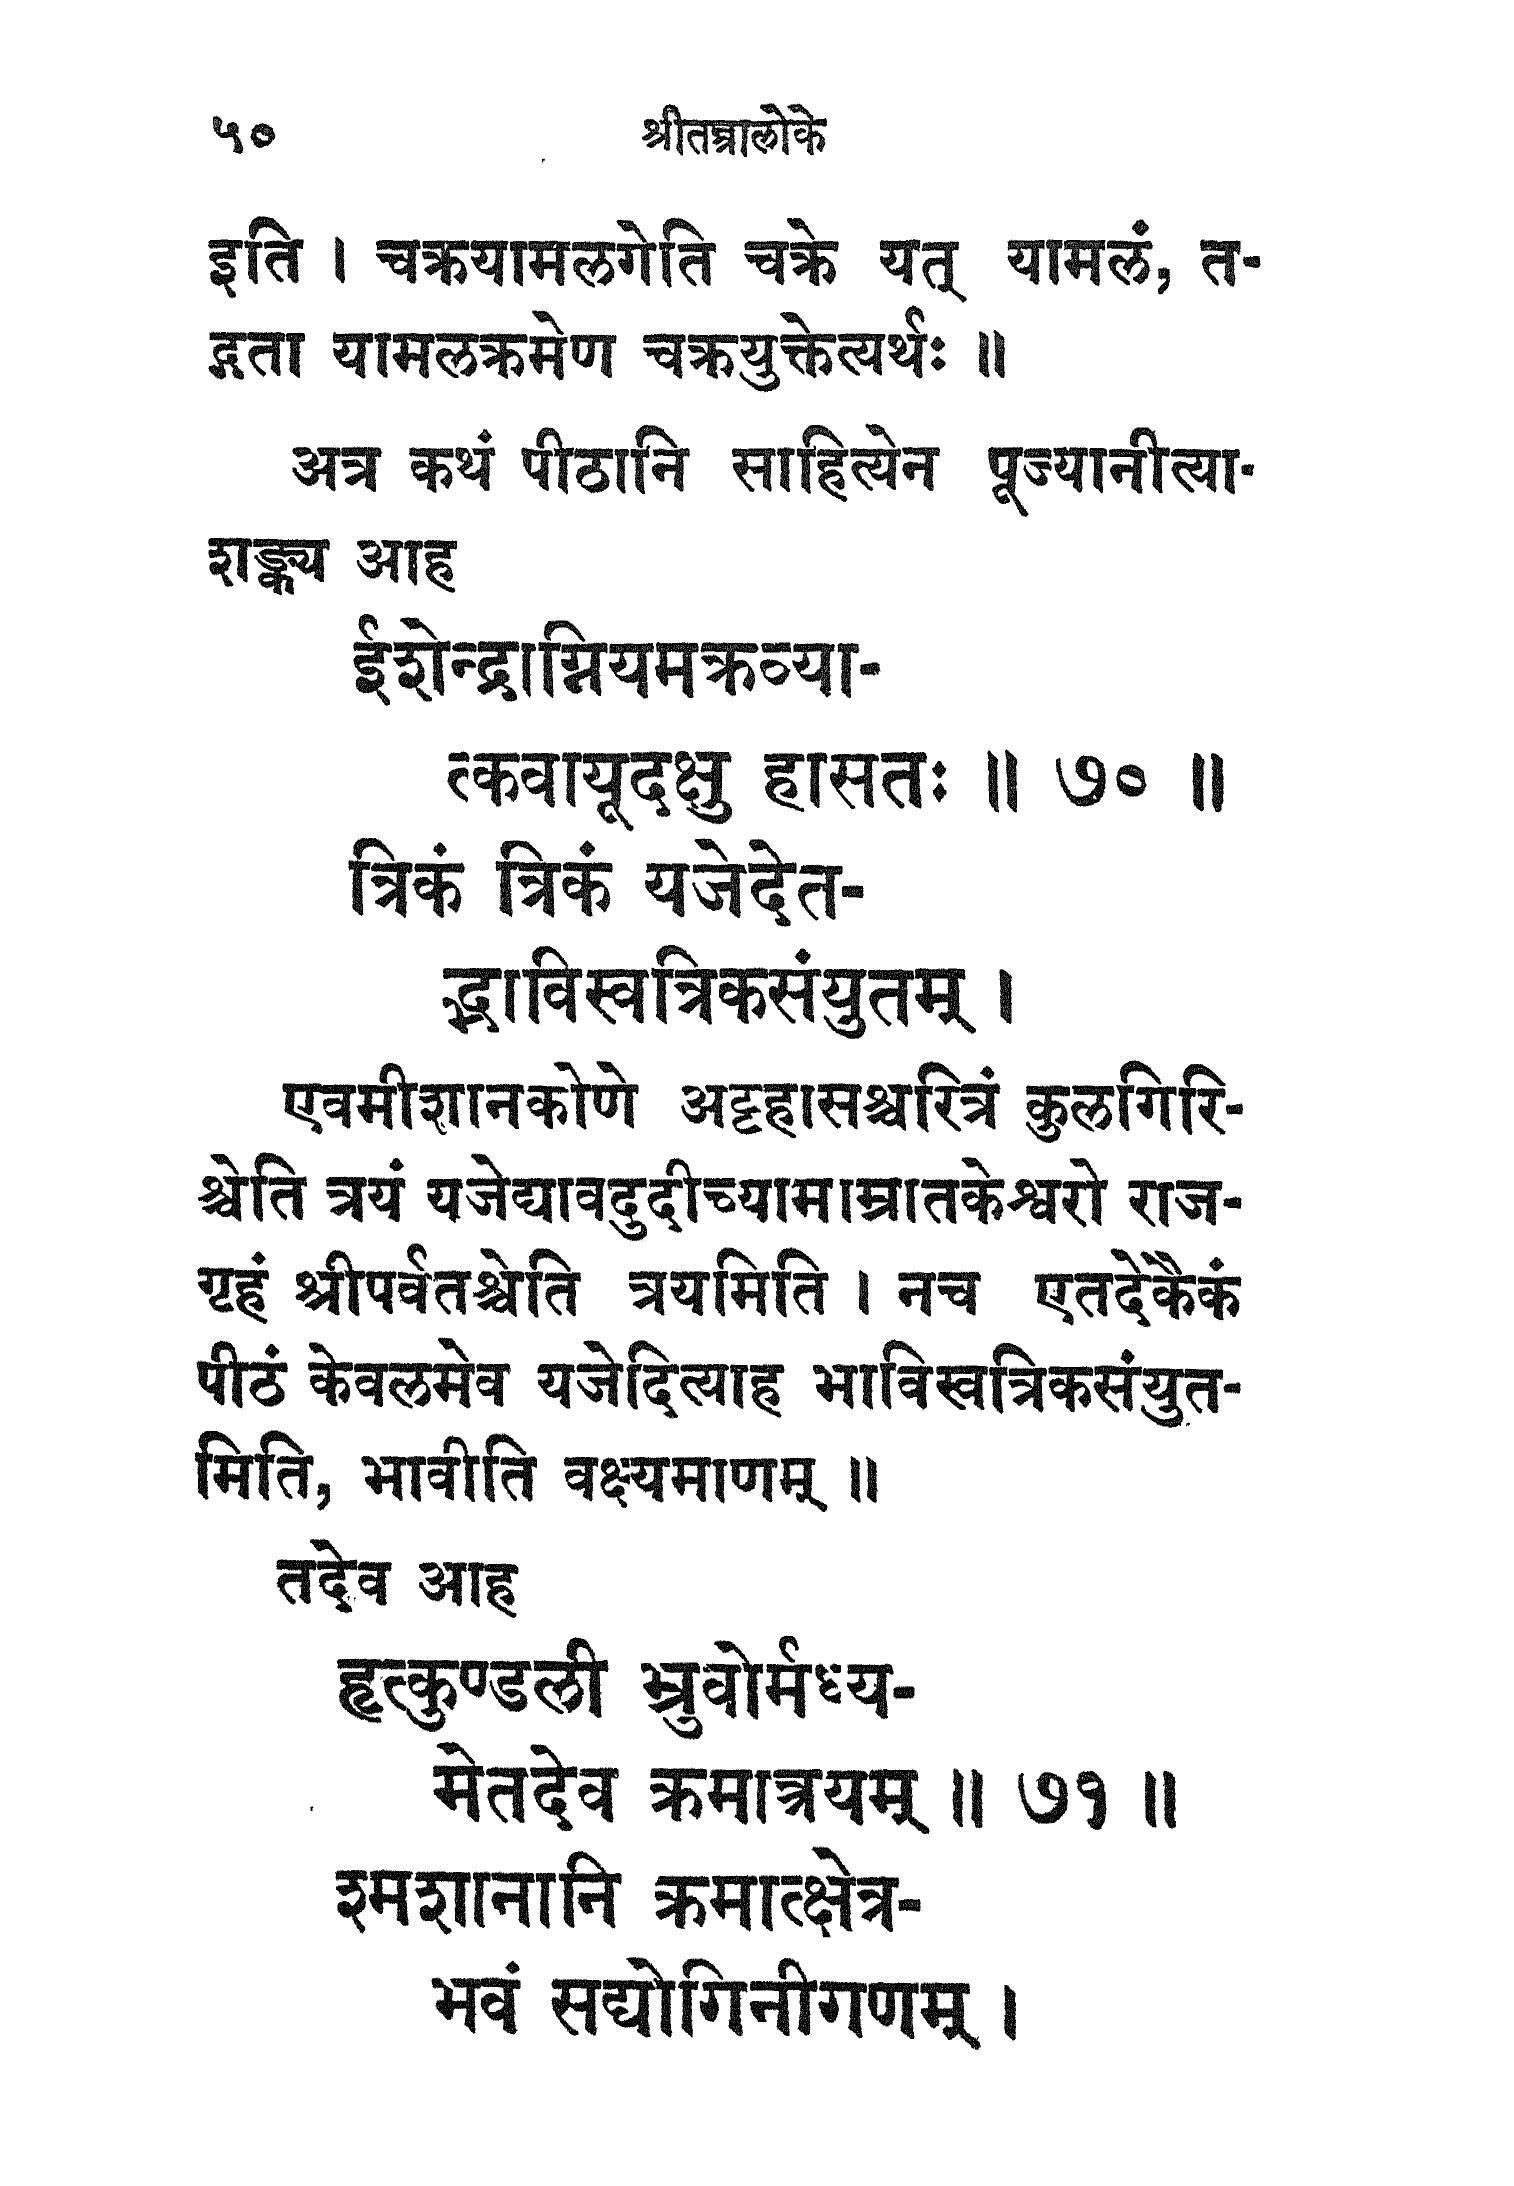 ५० श्रीतन्त्रालोके
इति । चक्रयामलगेति चक्रे यत् यामलं, त-
द्गता यामलक्रमेण चक्रयुक्तेत्यर्थः ॥
अत्र कथं पीठानि साहित्येन पूज्यानीत्या-
शङ्क्य आह
ईशेन्द्राग्नियमक्रव्या-
त्कवायूदक्षु हासतः ॥ ७० ॥
त्रिकं त्रिकं यजेदेत-
द्भाविस्वत्रिकसंयुतम् ।
एवमीशानकोणे अट्टहासश्चरित्रं कुलगिरि-
श्चेति त्रयं यजेद्यावदुदीच्यामाम्रातकेश्वरो राज-
गृहं श्रीपर्वतश्चेति त्रयमिति । नच एतदेकैकं
पीठं केवलमेव यजेदित्याह भाविस्वत्रिकसंयुत-
मिति, भावीति वक्ष्यमाणम् ॥
तदेव आह
हृत्कुण्डली भ्रुवोर्मध्य-
मेतदेव क्रमात्त्रयम् ॥ ७१ ॥
श्मशानानि क्रमात्क्षेत्र-
भवं सद्योगिनीगणम् ।